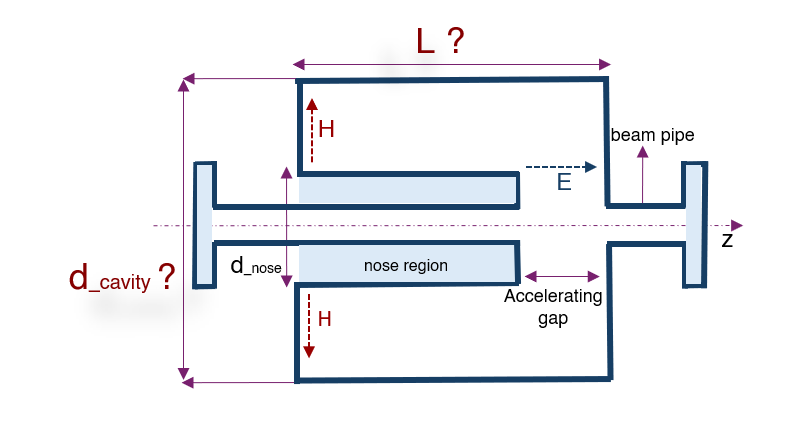 L ?
H
beam pipe
E
z
d_nose
nose region
d_cavity ?
Accelerating
gap
H